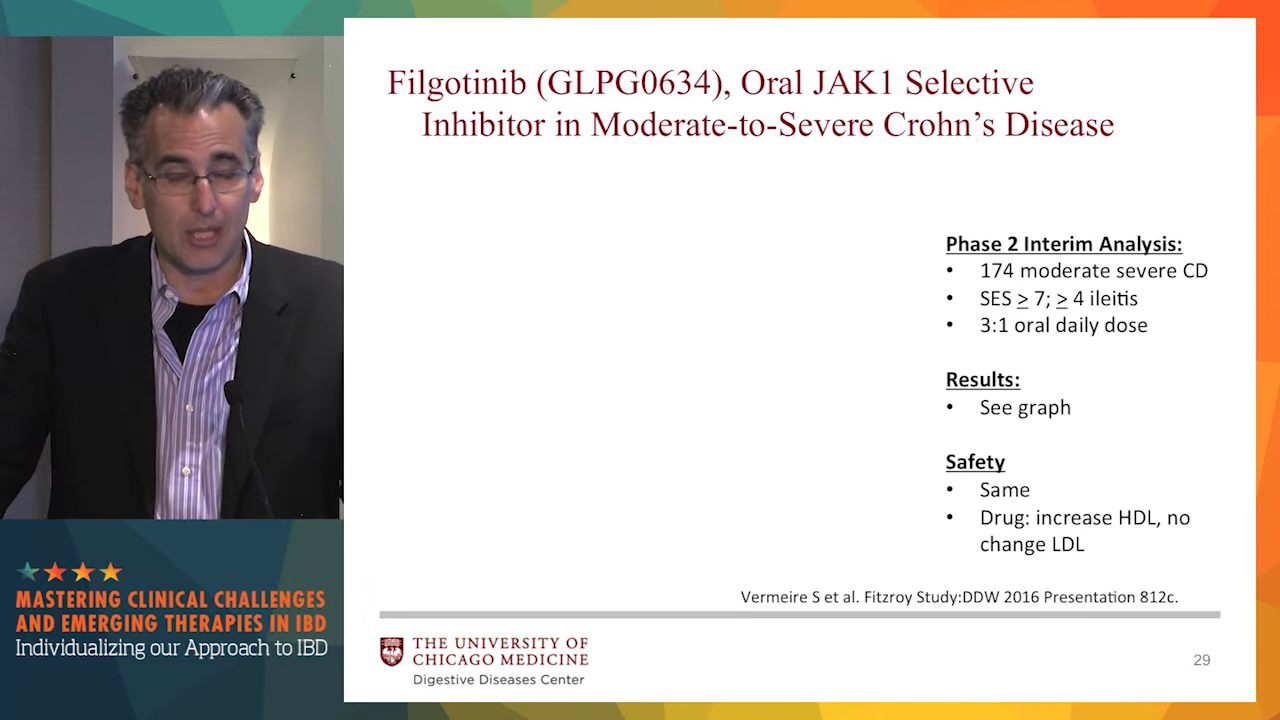 Filgotinib (GLPG0634), Oral JAK1 Selective
Inhibitor in Moderate-to-Severe Crohn’s Disease
Phase 2 Interim Analysis:
• 174 moderate severe CD
• SES ≥ 7; ≥ 4 ileitis
• 3:1 oral daily dose
Results:
• See graph
Safety
• Same
• Drug: increase HDL, no
change LDL
Vermeire S et al. Fitzroy Study:DDW 2016 Presentation 812c.
THE UNIVERSITY OF
CHICAGO MEDICINE
Digestive Diseases Center
29
MASTERING CLINICAL CHALLENGES
AND EMERGING THERAPIES IN IBD
Individualizing our Approach to IBD